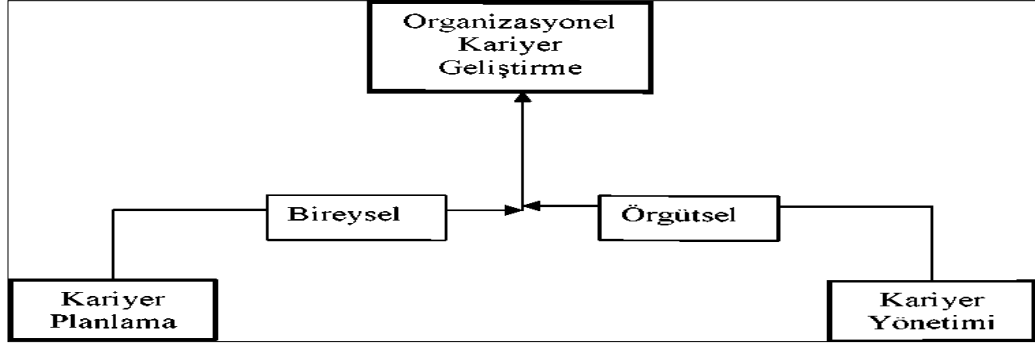 Organizasyonel
Kariyer
Geliştirme
Bireysel
Örgütsel
Kariyer
Planlama
Kariyer
Yönetimi